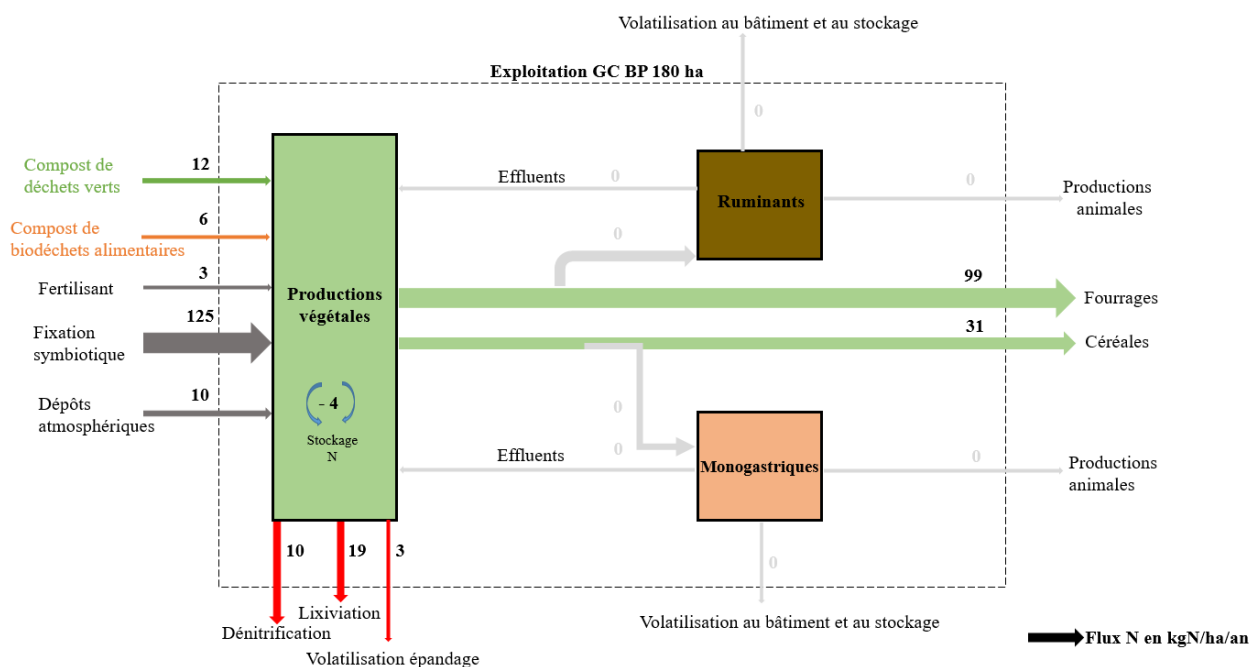 Volatilisation au bâtiment et au stockage
Exploitation GC BP 180 ha
0
Compost de
déchets verts
12
Effluents
0
Ruminants
0
Productions
animales
Compost de
biodéchets alimentaires
6
0
Fertilisant
3
Productions
végétales
99
Fourrages
Fixation
symbiotique
125
31
Céréales
Dépôts
atmosphériques
10
- 4
Stockage
N
0
Effluents
0
Monogastriques
0
Productions
animales
10
19
3
0
Lixiviation
Dénitrification
Volatilisation épandage
Volatilisation au bâtiment et au stockage
Flux N en kgN/ha/an